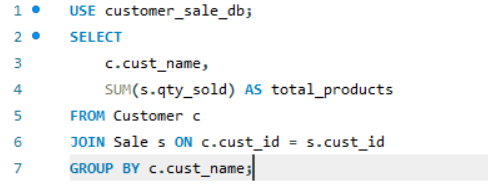 1 USE customer_sale_db;
2 SELECT
3 c.cust_name,
4 SUM(s.qty_sold) AS total_products
5 FROM Customer c
6 JOIN Sale s ON c.cust_id = s.cust_id
7 GROUP BY c.cust_name;